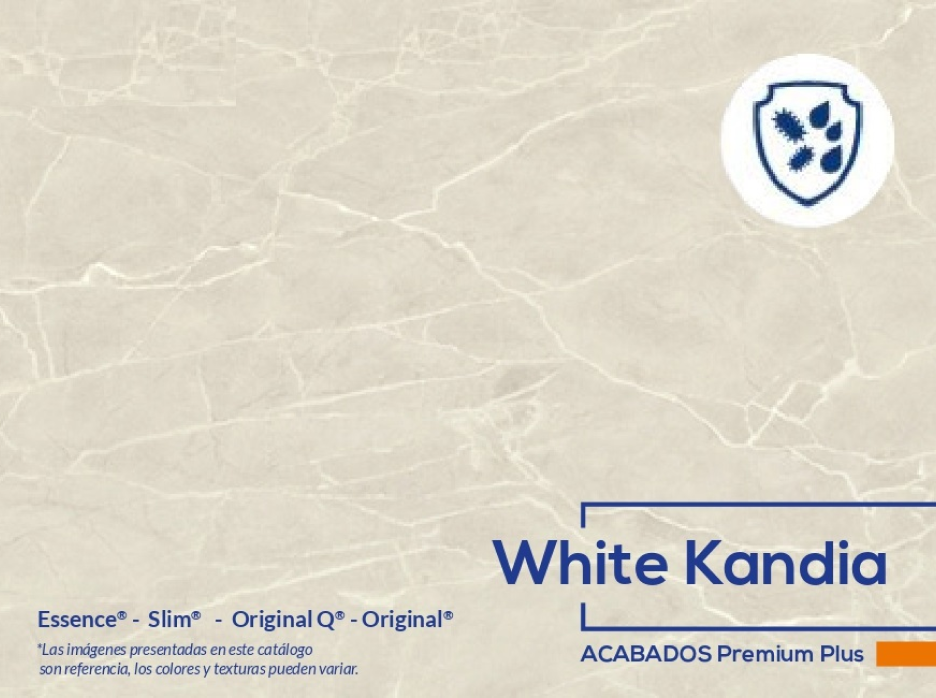 White Kandia
Essence® - Slim® - Original Q® - Original®
*Las imágenes presentadas en este catálogo
son referencia, los colores y texturas pueden variar.
ACABADOS Premium Plus